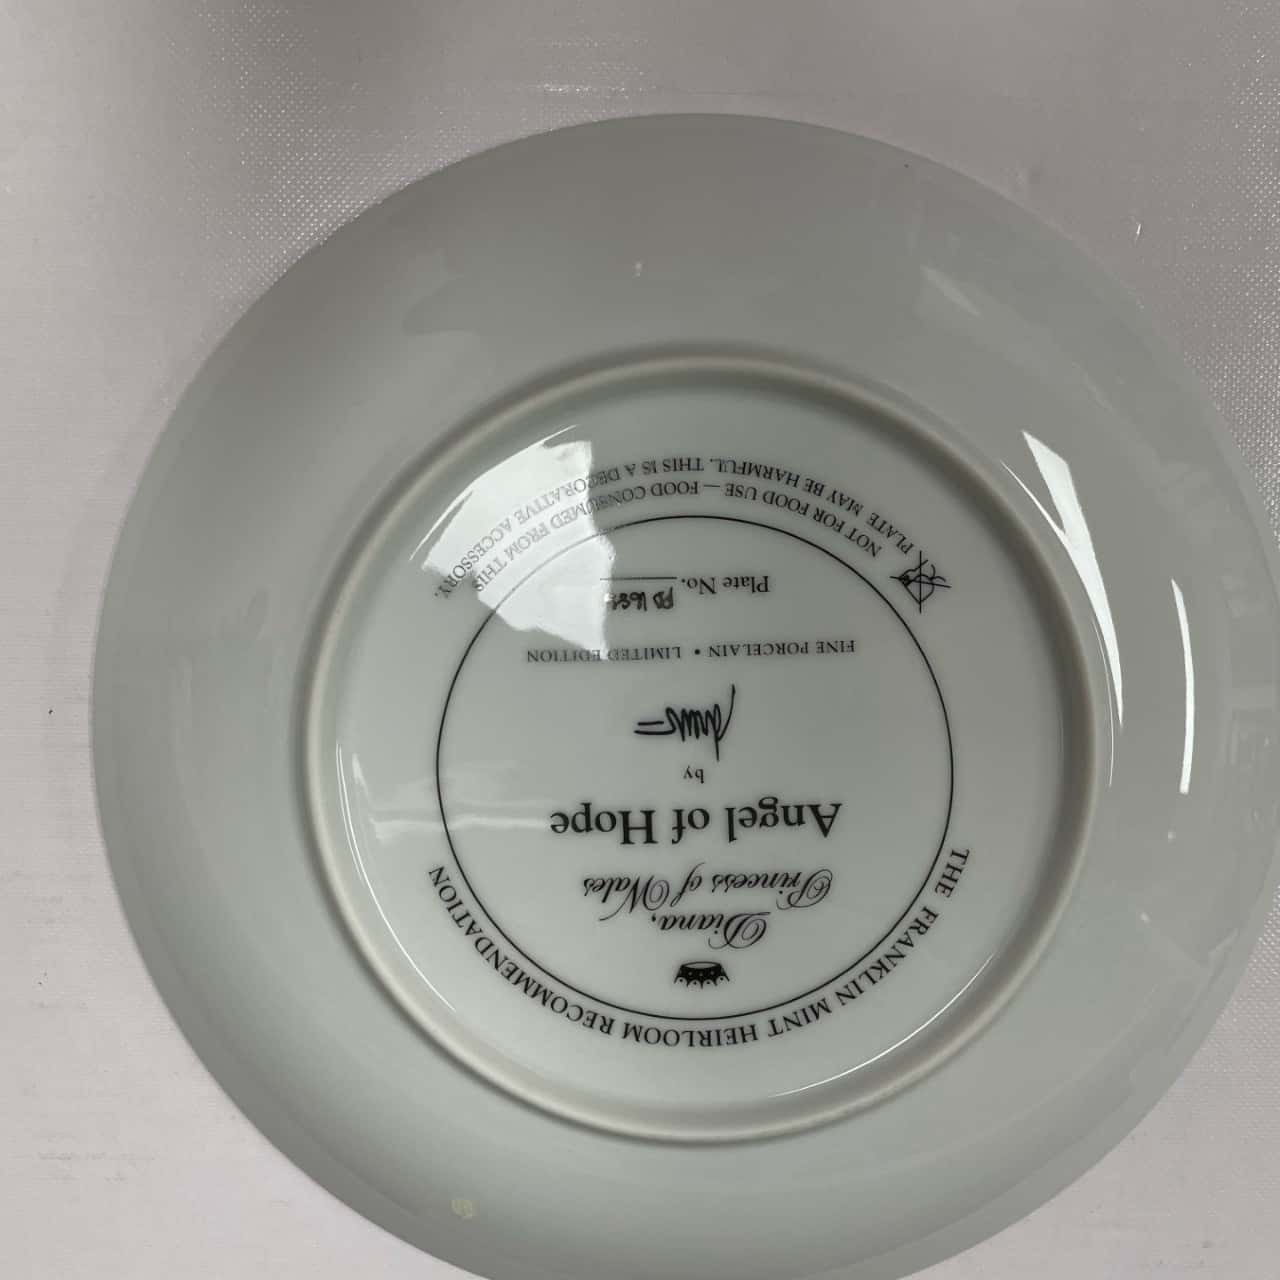 THE FRANKLIN MINT HEIRLOOM RECOMMENDATION
Diana,
Princess of Wales
Angel of Hope
by
FINE PORCELAIN • LIMITED EDITION
Plate No.
NOT FOR FOOD USE — FOOD CONSUMED FROM THIS
PLATE MAY BE HARMFUL. THIS IS A DECORATIVE ACCESSORY.